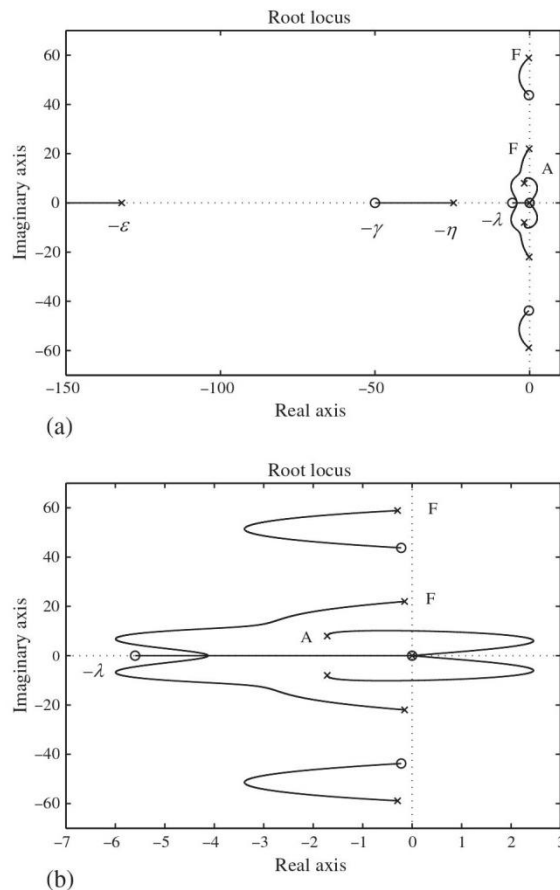 Root locus
60
40
20
0
−20
−40
−60
Imaginary axis
F
F
A
−ε
−γ
−η
−λ
−150
−100
−50
0
Real axis
(a)
Root locus
60
40
20
0
−20
−40
−60
Imaginary axis
F
F
A
−λ
−7
−6
−5
−4
−3
−2
−1
0
1
2
3
Real axis
(b)